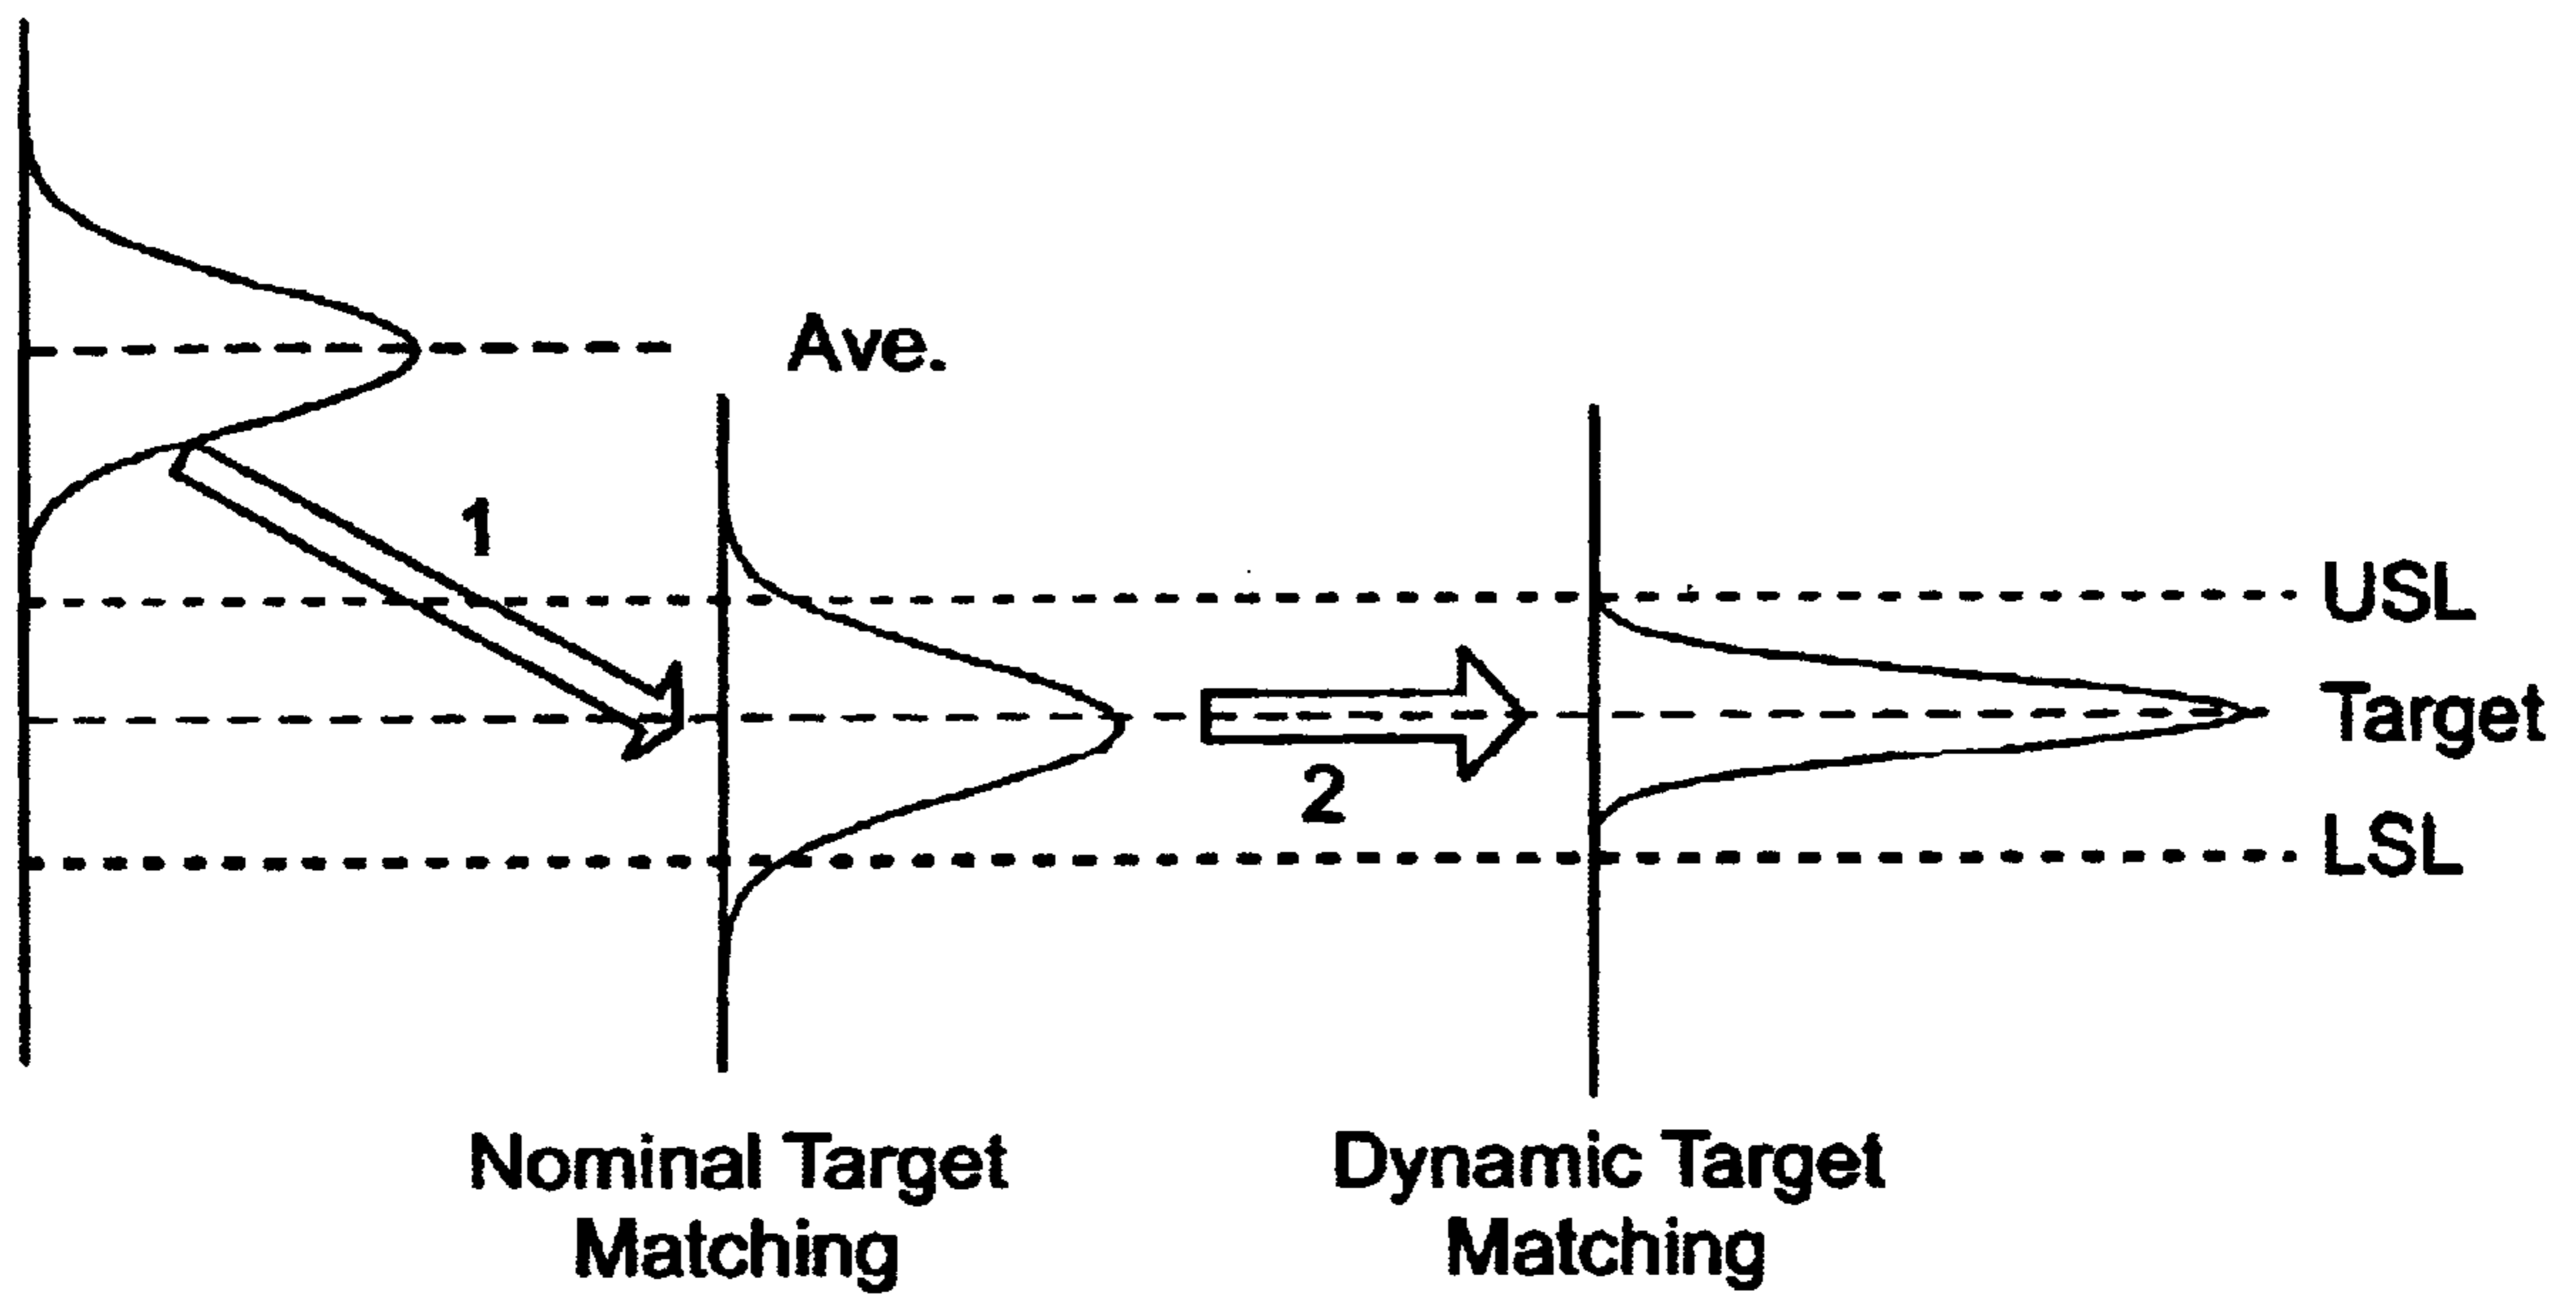 Ave.
1
USL
Target
2
LSL
Nominal Target
Matching
Dynamic Target
Matching